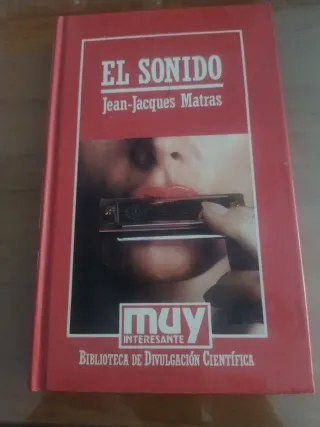 EL SONIDO
Jean-Jacques Matras
muy
INTERESANTE
BIBLIOTECA DE DIVULGACIÓN CIENTÍFICA